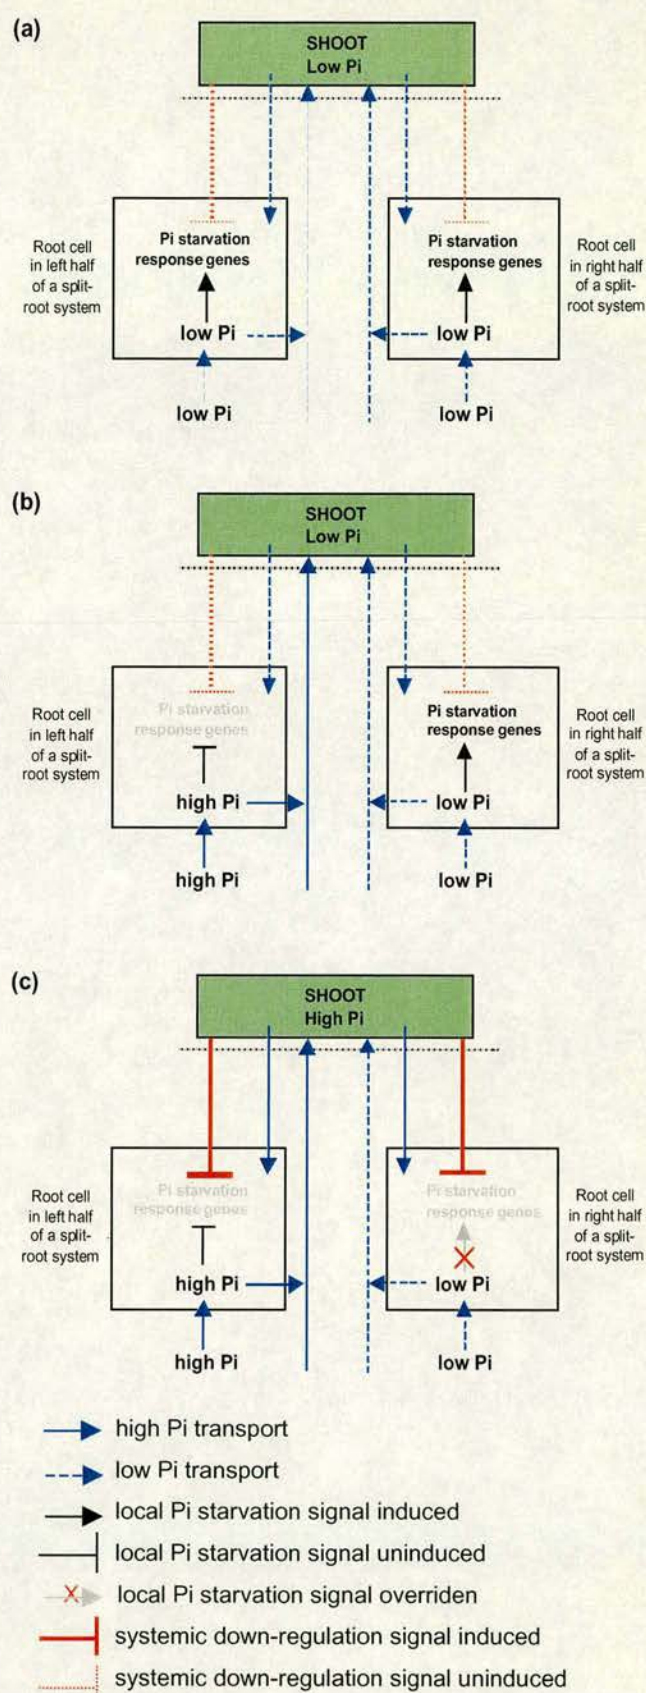 (a)
SHOOT
Low Pi
Root cell
in left half
of a split-
root system
Pi starvation
response genes
low Pi
low Pi
Pi starvation
response genes
low Pi
low Pi
Root cell
in right half
of a split-
root system
(b)
SHOOT
Low Pi
Root cell
in left half
of a split-
root system
Pi starvation
response genes
high Pi
high Pi
Pi starvation
response genes
low Pi
low Pi
Root cell
in right half
of a split-
root system
(c)
SHOOT
High Pi
Root cell
in left half
of a split-
root system
Pi starvation
response genes
high Pi
high Pi
Pi starvation
response genes
low Pi
low Pi
Root cell
in right half
of a split-
root system
high Pi transport
low Pi transport
local Pi starvation signal induced
local Pi starvation signal uninduced
local Pi starvation signal overriden
systemic down-regulation signal induced
systemic down-regulation signal uninduced